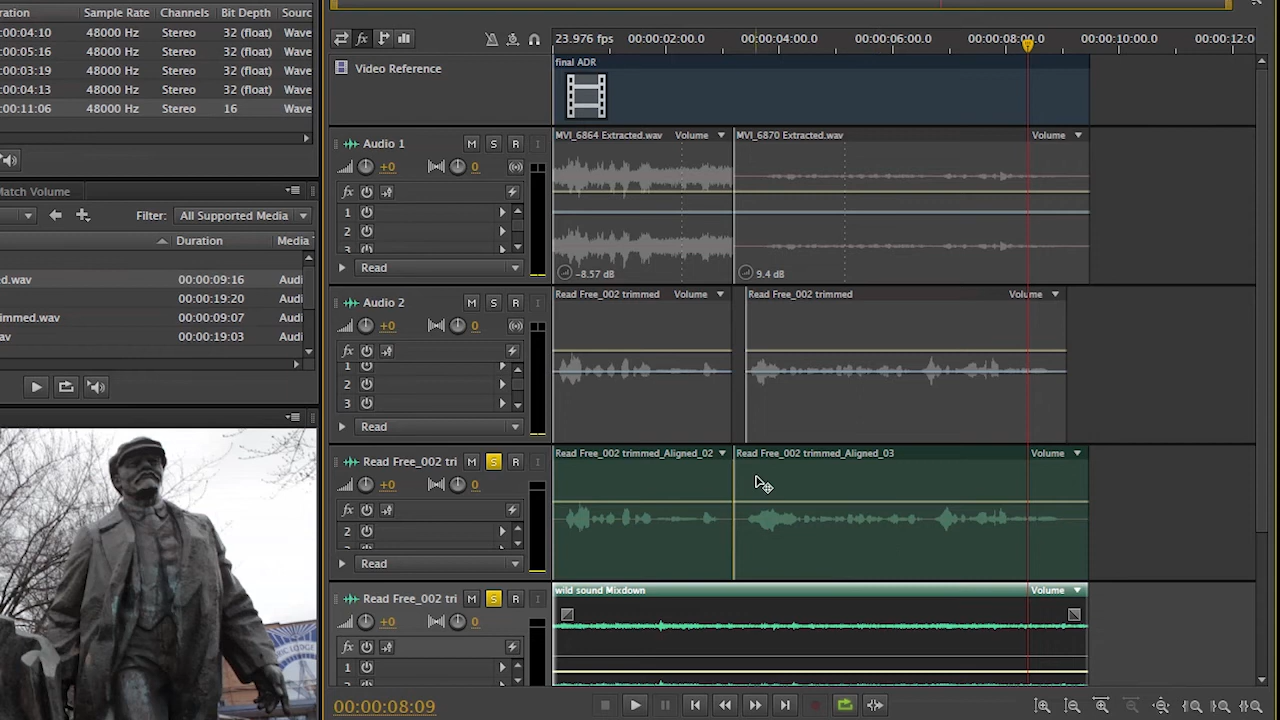 uration Sample Rate Channels Bit Depth Sourc
:00:04:10 48000 Hz Stereo 32 (float) Wave
:00:05:16 48000 Hz Stereo 32 (float) Wave
:00:03:19 48000 Hz Stereo 32 (float) Wave
:00:04:13 48000 Hz Stereo 32 (float) Wave
:00:11:06 48000 Hz Stereo 16 Wave
Match Volume
Filter: All Supported Media
Duration Media
ed.wav 00:00:09:16 Audi
00:00:19:20 Audi
immed.wav 00:00:09:07 Audi
av 00:00:19:03 Audi
fx
23.976 fps 00:00:02:00.0 00:00:04:00.0 00:00:06:00.0 00:00:08:00.0 00:00:10:00.0 00:00:12:0
Video Reference
final ADR
Audio 1 M S R I
+0 0
fx
1
2
3
Read
MVI_6864 Extracted.wav Volume
-8.57 dB
MVI_6870 Extracted.wav Volume
9.4 dB
Audio 2 M S R I
+0 0
fx
1
2
3
Read
Read Free_002 trimmed Volume
Read Free_002 trimmed Volume
Read Free_002 tri M S R I
+0 0
fx
2
Read
Read Free_002 trimmed_Aligned_02
Read Free_002 trimmed_Aligned_03 Volume
Read Free_002 tri M S R I
+0 0
fx
1
wild sound Mixdown Volume
00:00:08:09